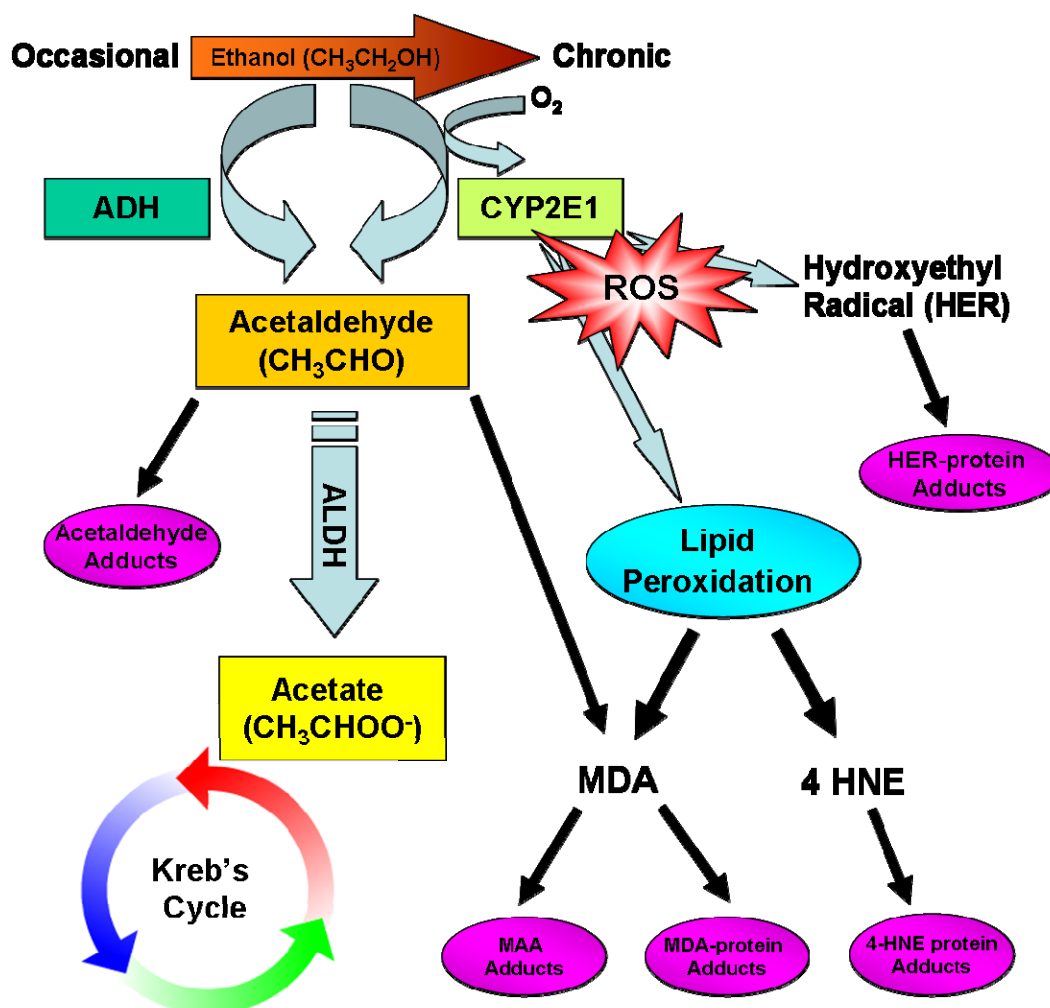 Occasional
Ethanol (CH₃CH₂OH)
Chronic
O₂
ADH
CYP2E1
ROS
Hydroxyethyl
Radical (HER)
Acetaldehyde
(CH₃CHO)
HER-protein
Adducts
Acetaldehyde
Adducts
ALDH
Lipid
Peroxidation
Acetate
(CH₃CHOO⁻)
MDA
4 HNE
Kreb's
Cycle
MAA
Adducts
MDA-protein
Adducts
4-HNE protein
Adducts